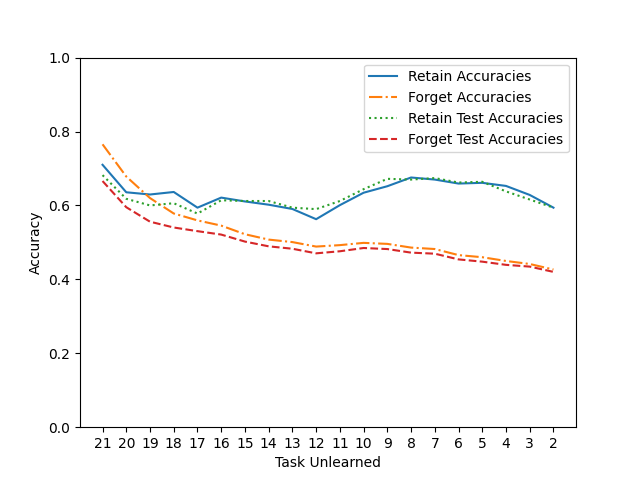 1.0
0.8
0.6
0.4
0.2
0.0
Accuracy
Retain Accuracies
Forget Accuracies
Retain Test Accuracies
Forget Test Accuracies
21 20 19 18 17 16 15 14 13 12 11 10 9 8 7 6 5 4 3 2
Task Unlearned